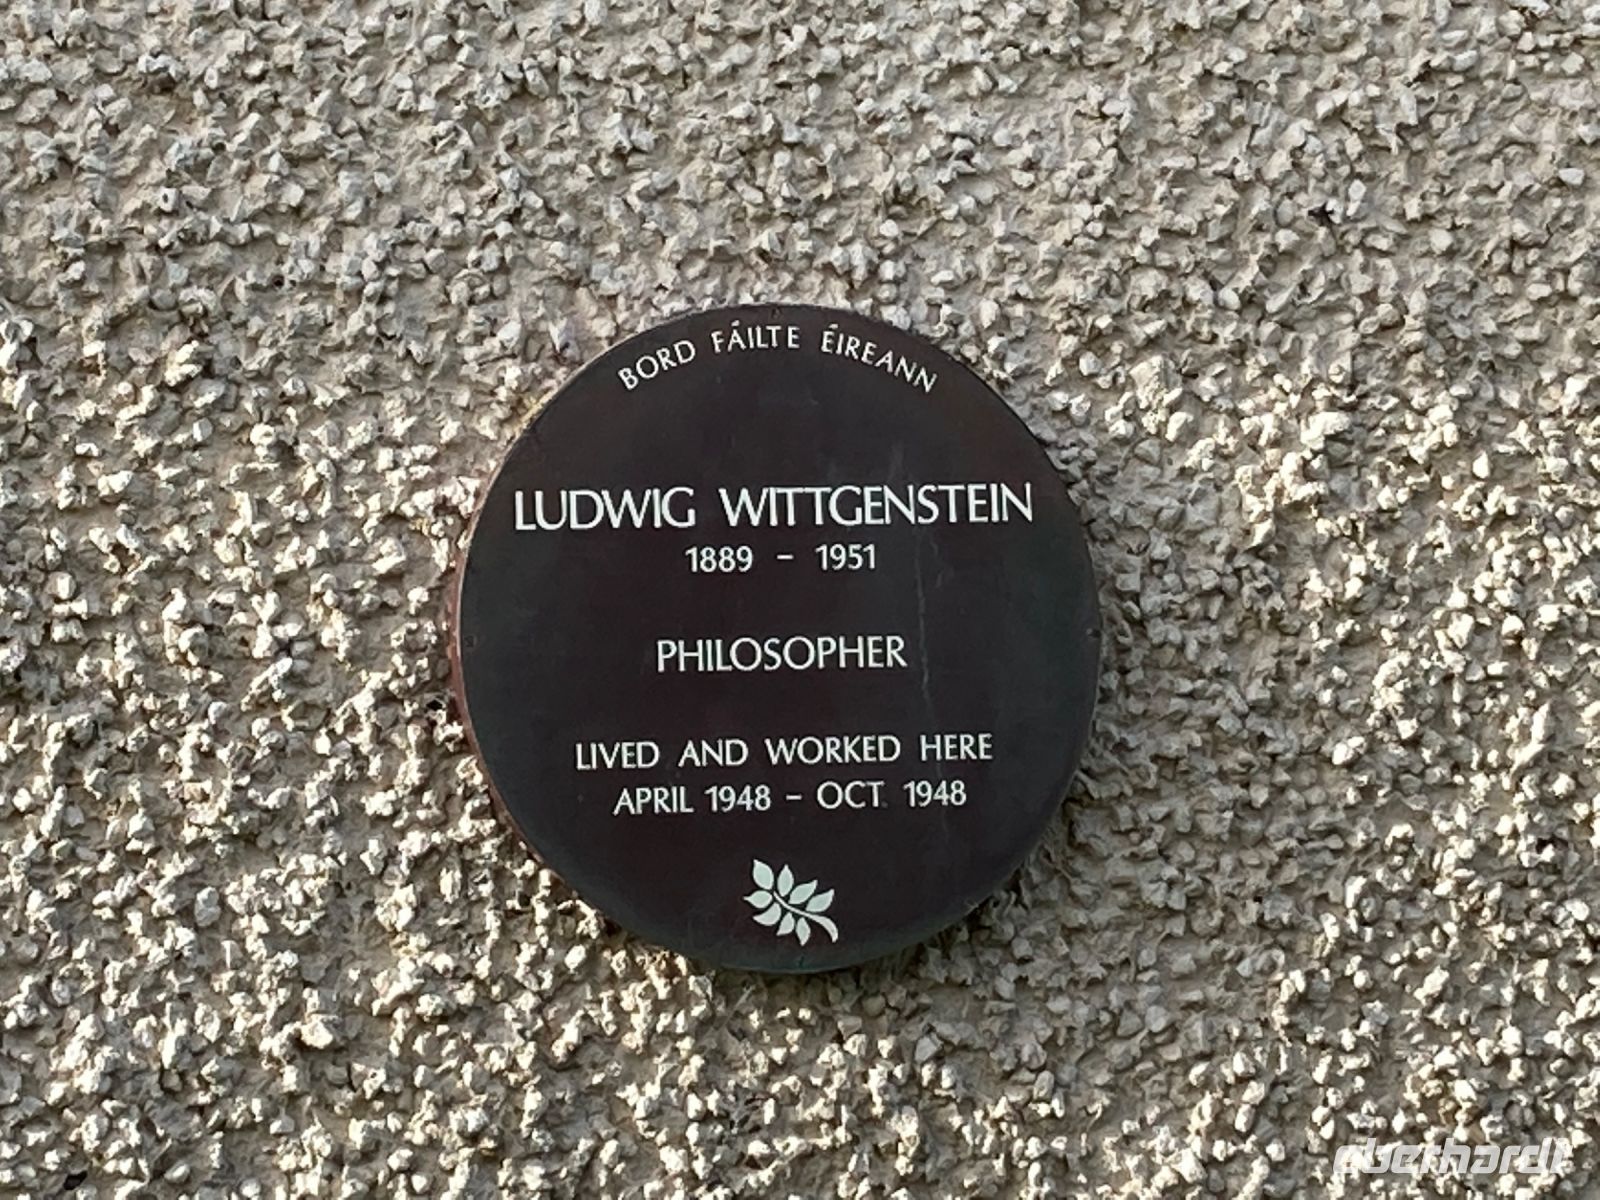 BORD FÁILTE ÉIREANN
LUDWIG WITTGENSTEIN
1889 - 1951
PHILOSOPHER
LIVED AND WORKED HERE
APRIL 1948 - OCT. 1948
eberhardt